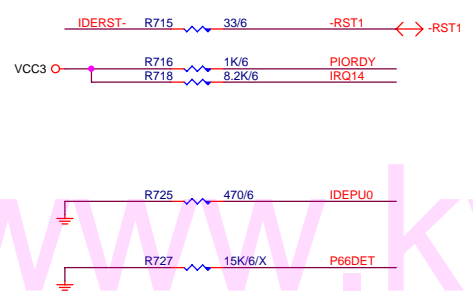 IDERST- R715 33/6 -RST1 -RST1
R716 1K/6 PIORDY
VCC3
R718 8.2K/6 IRQ14
R725 470/6 IDEPU0
R727 15K/6/X P66DET
www.k